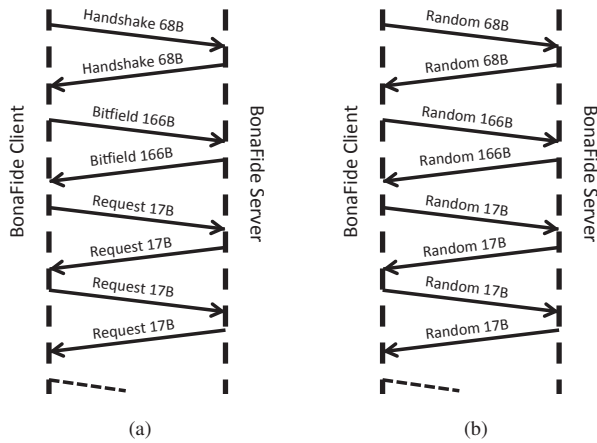 Handshake 68B
Handshake 68B
Bitfield 166B
Bitfield 166B
Request 17B
Request 17B
Request 17B
Request 17B
BonaFide Client
BonaFide Server
(a)
Random 68B
Random 68B
Random 166B
Random 166B
Random 17B
Random 17B
Random 17B
Random 17B
BonaFide Client
BonaFide Server
(b)